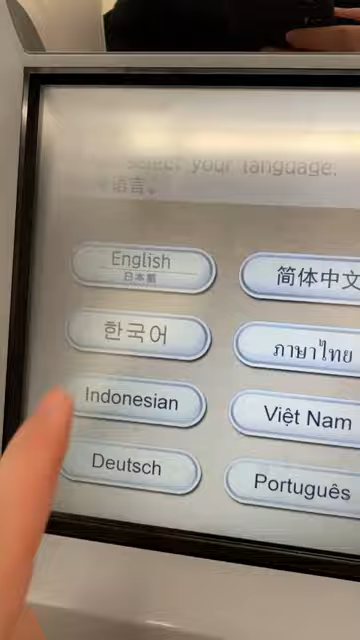 Select your language.
语言。
English
日本語
简体中文
한국어
ภาษาไทย
Indonesian
Việt Nam
Deutsch
Português